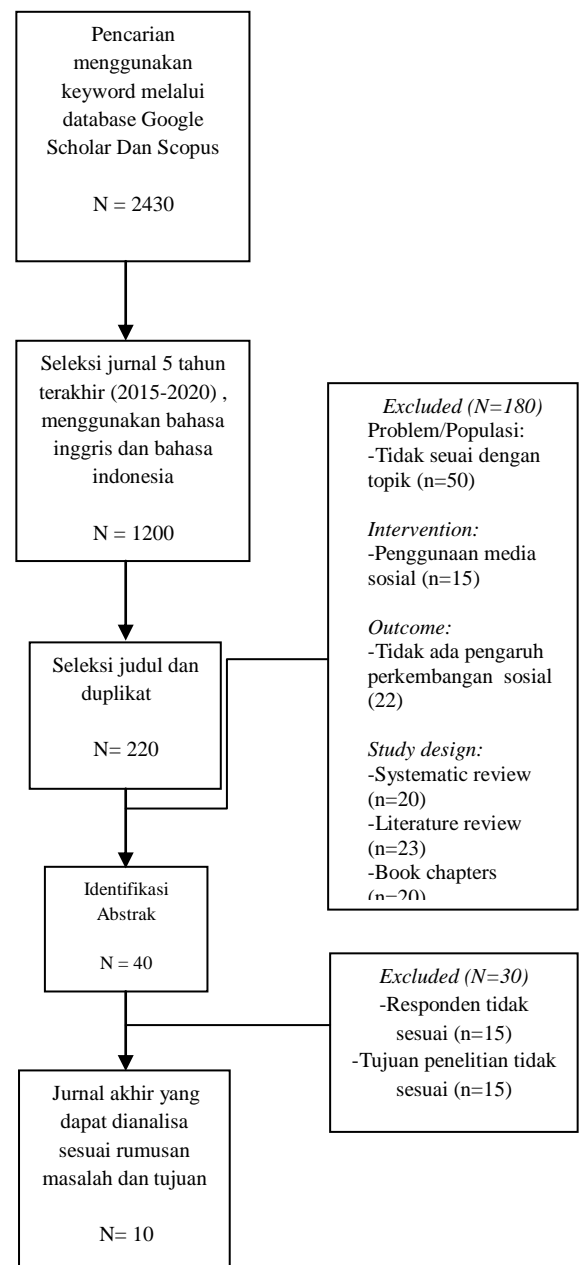 Pencarian
menggunakan
keyword melalui
database Google
Scholar Dan Scopus
N = 2430
Seleksi jurnal 5 tahun
terakhir (2015-2020) ,
menggunakan bahasa
inggris dan bahasa
indonesia
N = 1200
Seleksi judul dan
duplikat
N= 220
Excluded (N=180)
Problem/Populasi:
-Tidak seuai dengan
topik (n=50)
Intervention:
-Penggunaan media
sosial (n=15)
Outcome:
-Tidak ada pengaruh
perkembangan sosial
(22)
Study design:
-Systematic review
(n=20)
-Literature review
(n=23)
-Book chapters
(n=20)
Identifikasi
Abstrak
N = 40
Excluded (N=30)
-Responden tidak
sesuai (n=15)
-Tujuan penelitian tidak
sesuai (n=15)
Jurnal akhir yang
dapat dianalisa
sesuai rumusan
masalah dan tujuan
N= 10